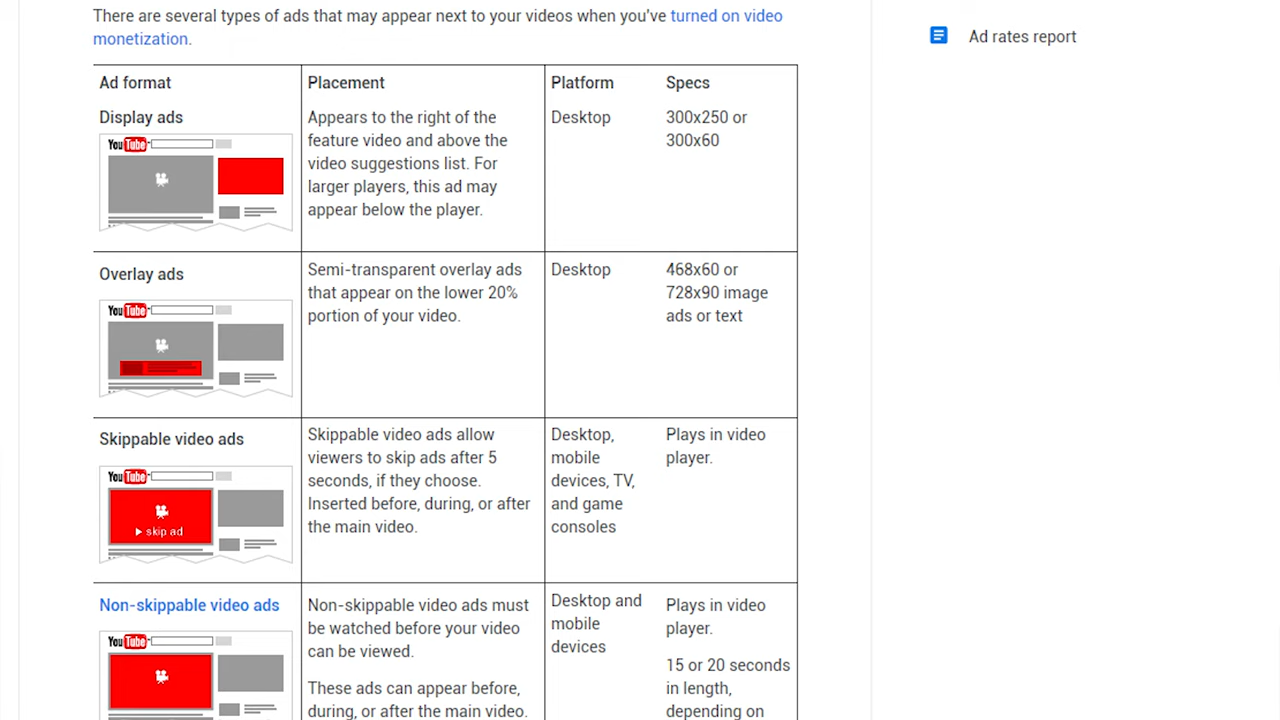 There are several types of ads that may appear next to your videos when you've turned on video
monetization.
Ad rates report
Ad format
Placement
Platform
Specs
Display ads
YouTube
Appears to the right of the
feature video and above the
video suggestions list. For
larger players, this ad may
appear below the player.
Desktop
300x250 or
300x60
Overlay ads
YouTube
Semi-transparent overlay ads
that appear on the lower 20%
portion of your video.
Desktop
468x60 or
728x90 image
ads or text
Skippable video ads
YouTube
skip ad
Skippable video ads allow
viewers to skip ads after 5
seconds, if they choose.
Inserted before, during, or after
the main video.
Desktop,
mobile
devices, TV,
and game
consoles
Plays in video
player.
Non-skippable video ads
YouTube
Non-skippable video ads must
be watched before your video
can be viewed.
These ads can appear before,
during, or after the main video.
Desktop and
mobile
devices
Plays in video
player.
15 or 20 seconds
in length,
depending on